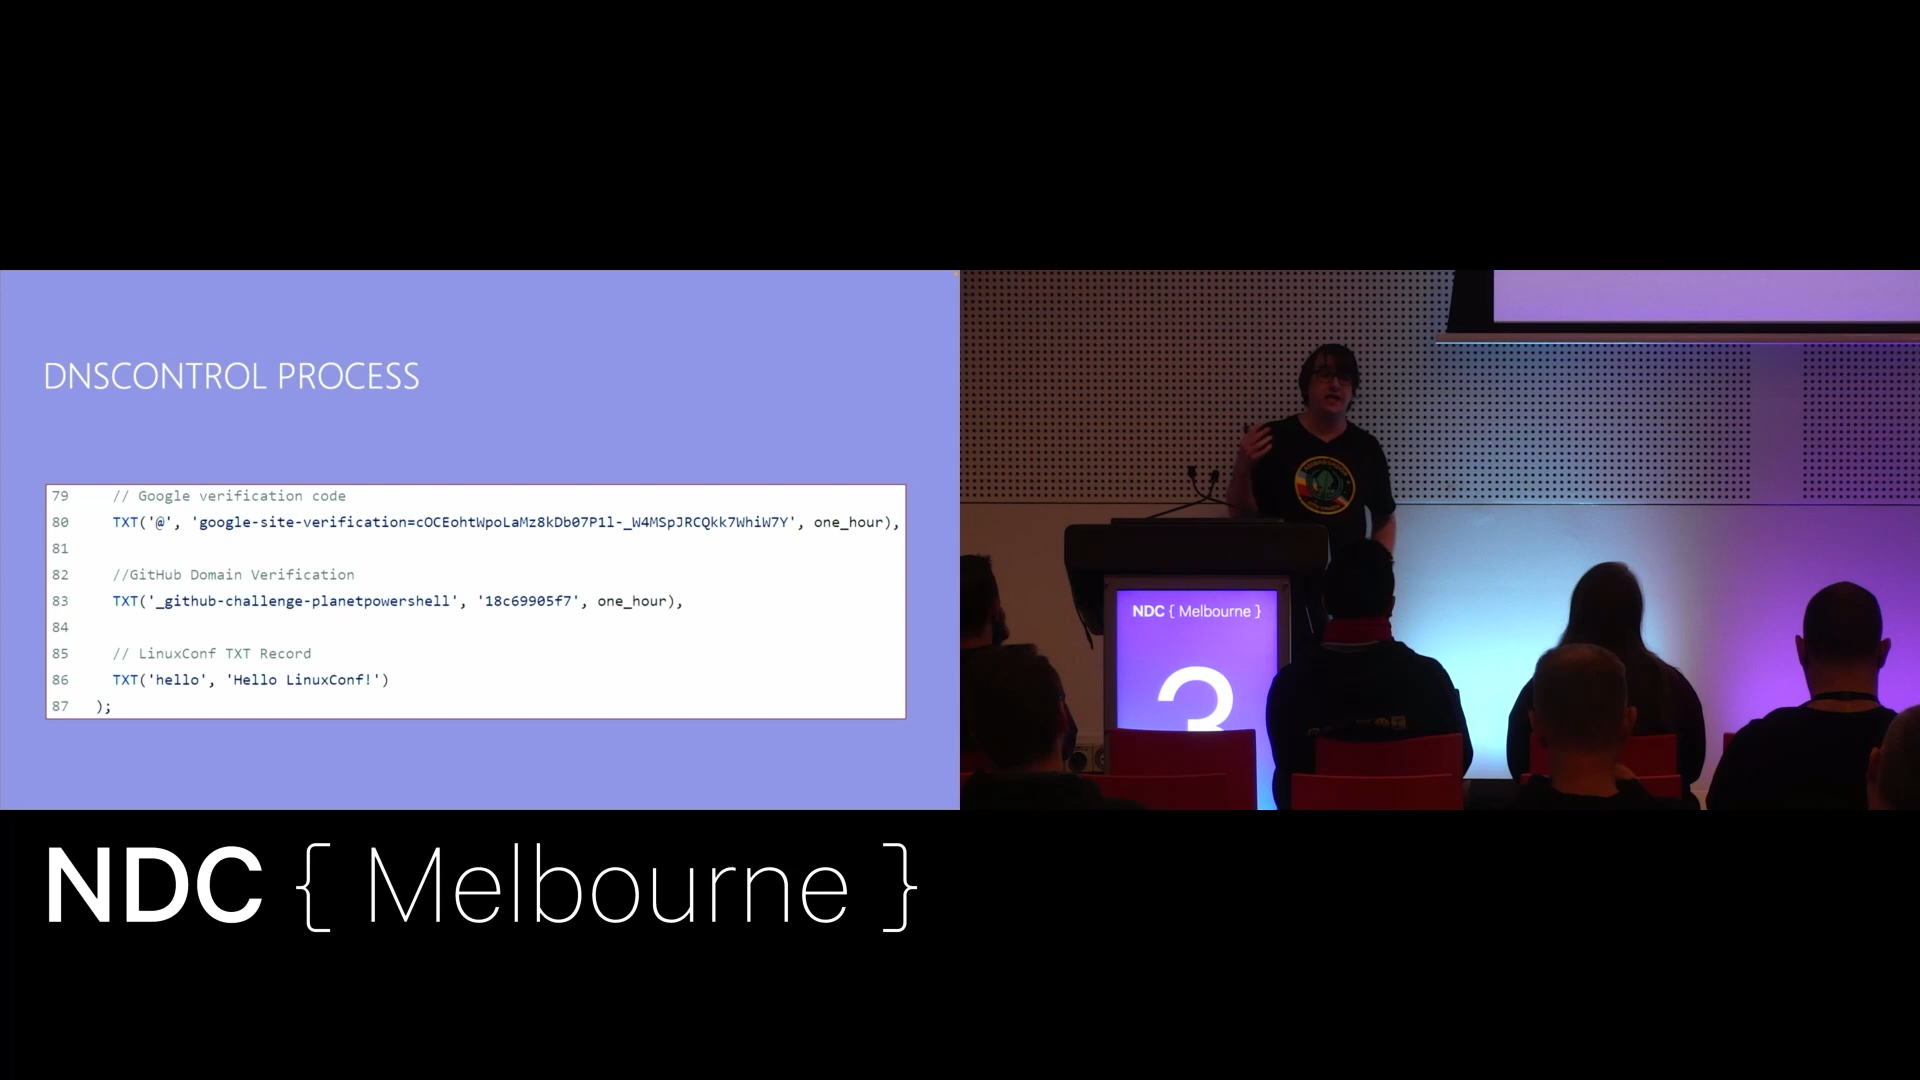 DNSCONTROL PROCESS
79 // Google verification code
80 TXT('@', 'google-site-verification=cOCEohtWpoLaMz8kDb07P1l-_W4MSpJRCQkk7WhiW7Y', one_hour),
81
82 //GitHub Domain Verification
83 TXT('_github-challenge-planetpowershell', '18c69905f7', one_hour),
84
85 // LinuxConf TXT Record
86 TXT('hello', 'Hello LinuxConf!')
87 );
NDC { Melbourne }
3
NDC { Melbourne }